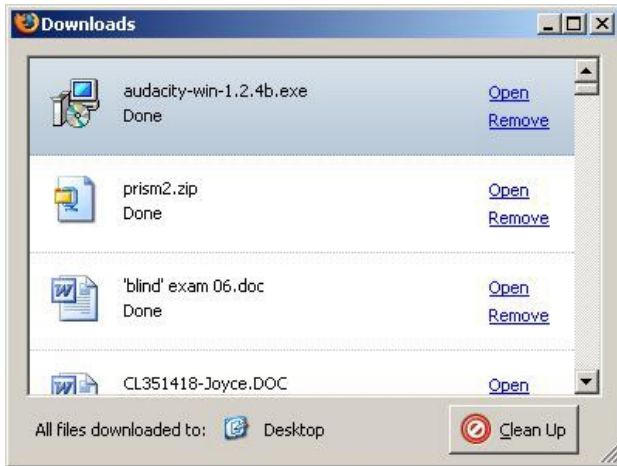 Downloads
audacity-win-1.2.4b.exe
Done
Open
Remove
prism2.zip
Done
Open
Remove
'blind' exam 06.doc
Done
Open
Remove
CL351418-Joyce.DOC
Open
All files downloaded to: Desktop
Clean Up